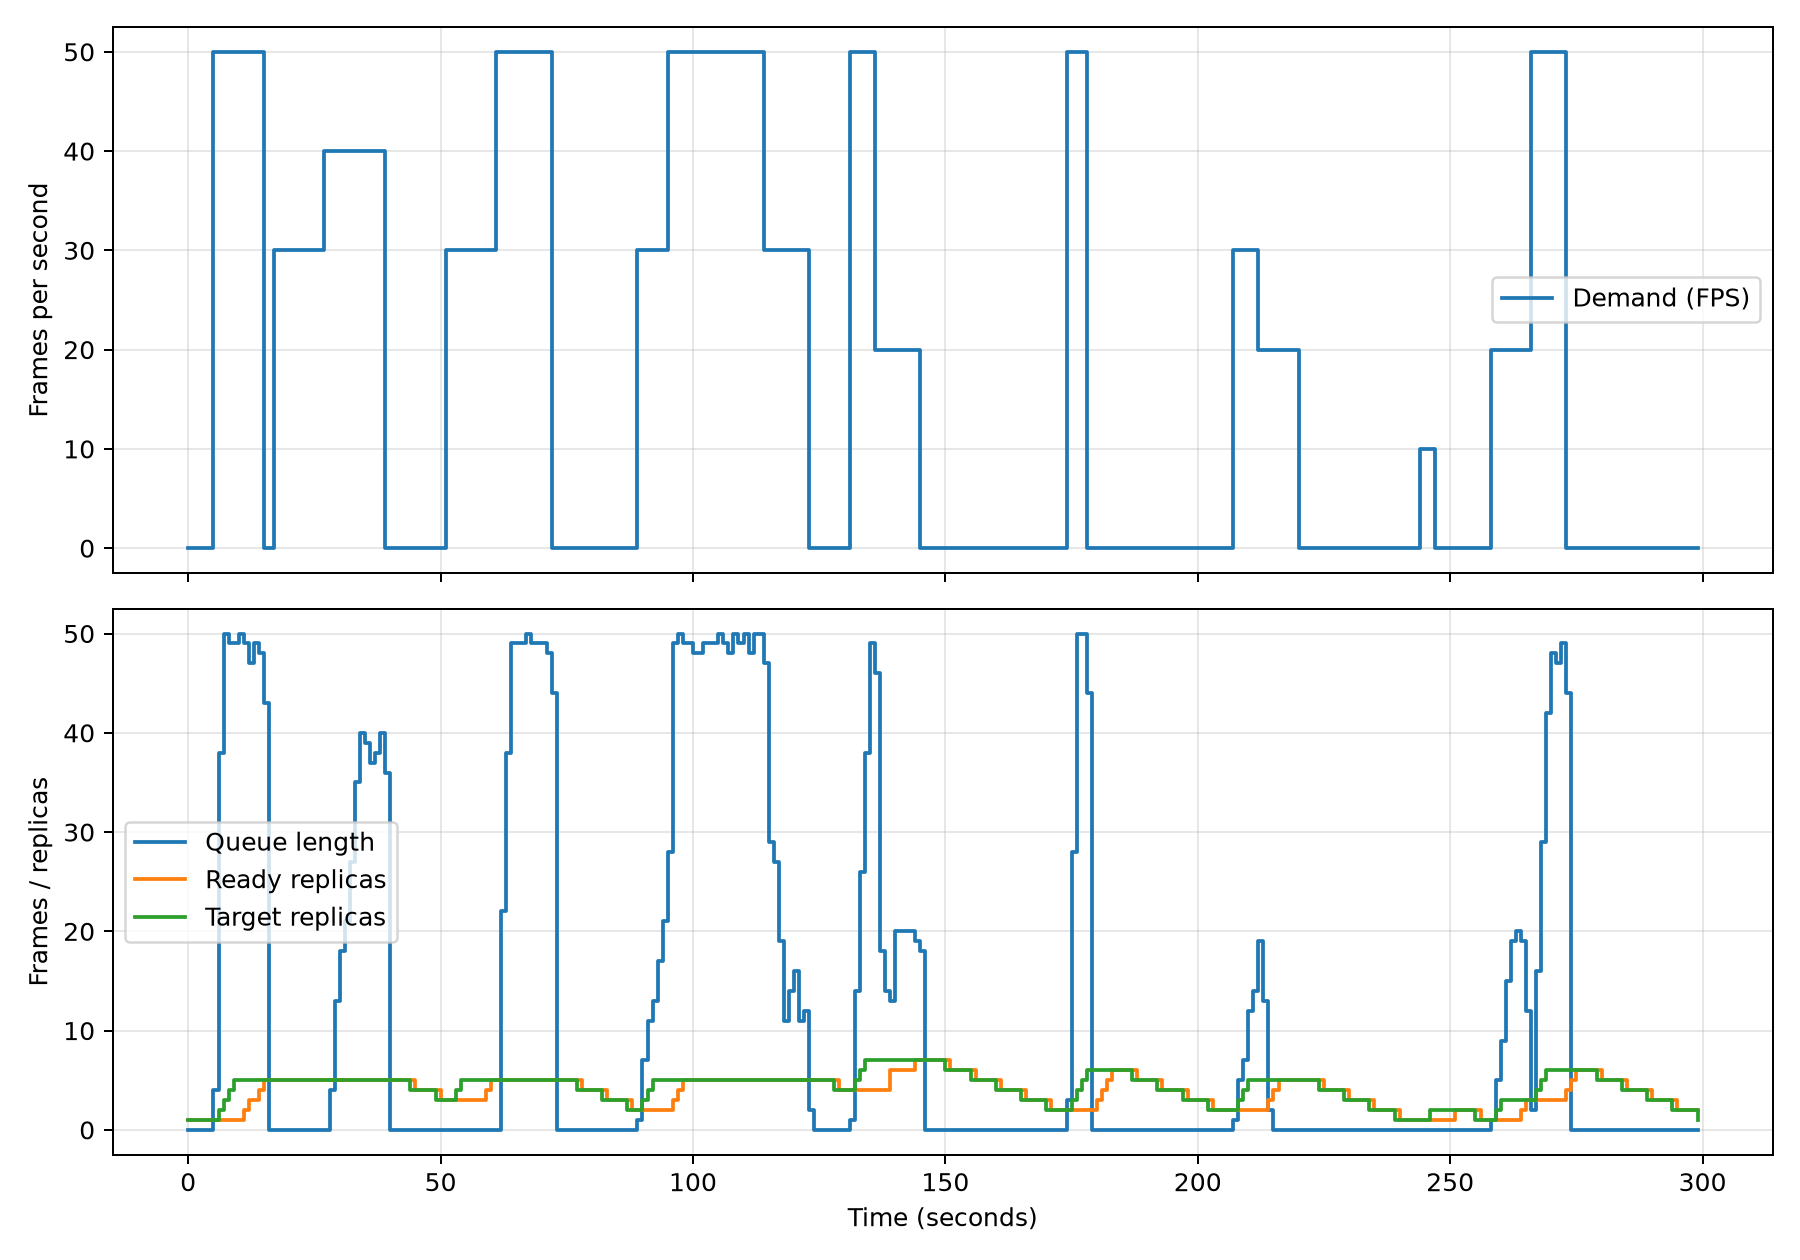 50
40
30
20
10
0
Frames per second
Demand (FPS)
50
40
30
20
10
0
Frames / replicas
Queue length
Ready replicas
Target replicas
0 50 100 150 200 250 300
Time (seconds)